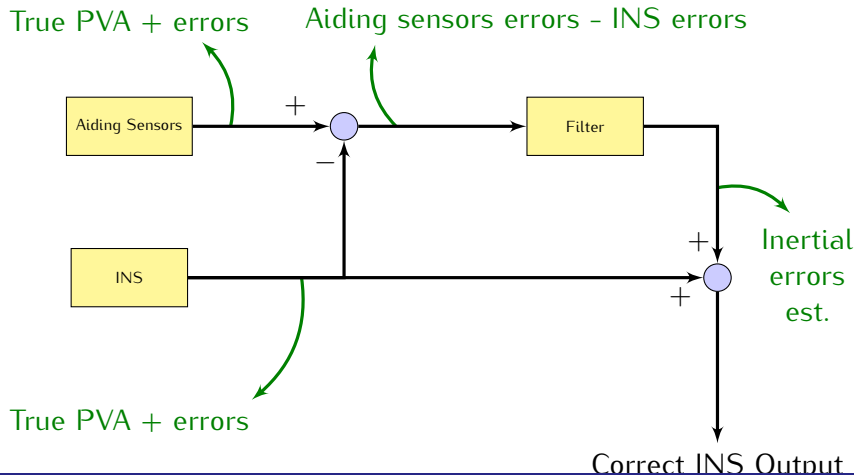 True PVA + errors
Aiding sensors errors - INS errors
+
Aiding Sensors
Filter
−
+
Inertial
errors
est.
INS
+
True PVA + errors
Correct INS Output